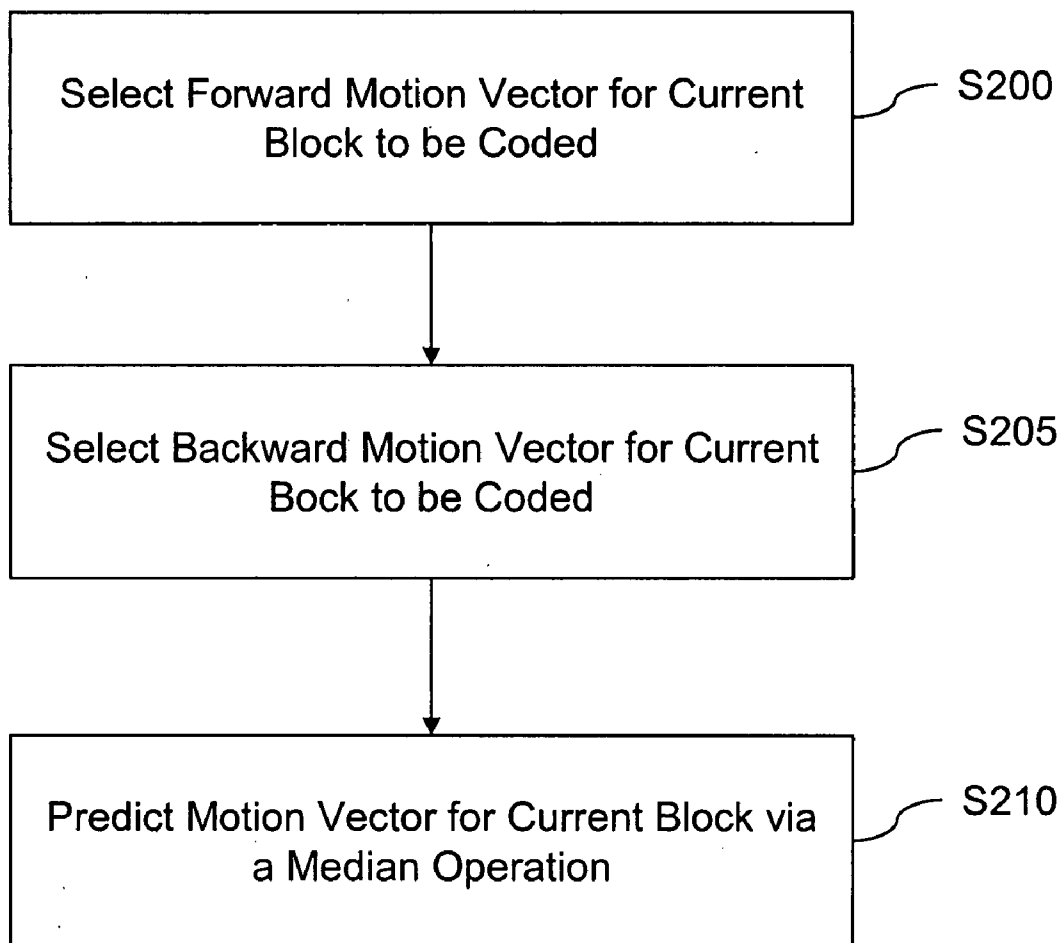 Select Forward Motion Vector for Current
Block to be Coded
S200
Select Backward Motion Vector for Current
Bock to be Coded
S205
Predict Motion Vector for Current Block via
a Median Operation
S210